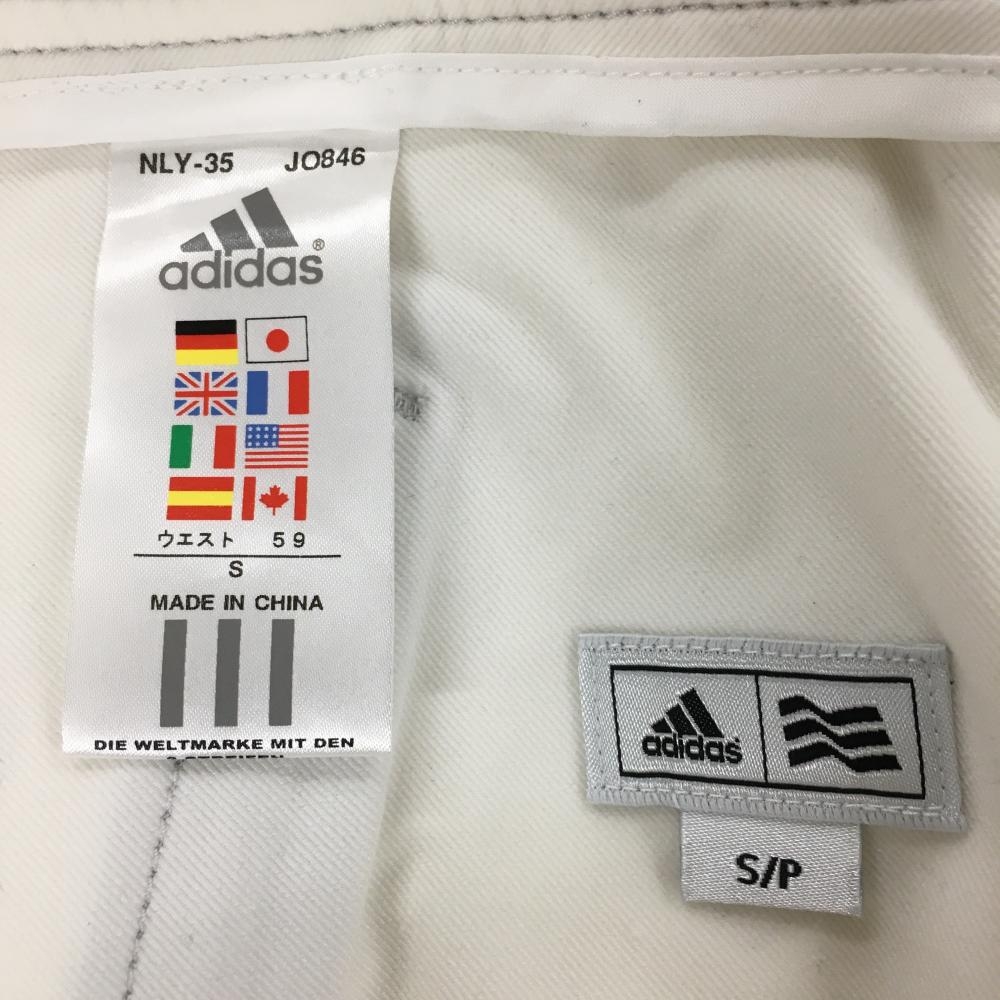 NLY-35 JO846
adidas®
ウエスト 59
S
MADE IN CHINA
DIE WELTMARKE MIT DEN
adidas
S/P